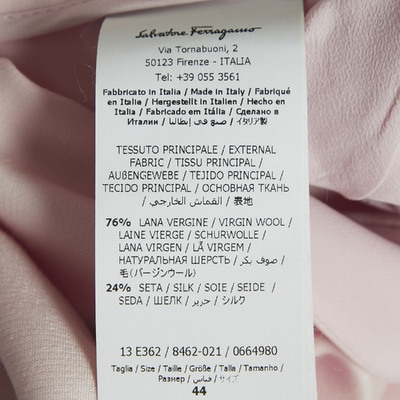 Salvatore Ferragamo
Via Tornabuoni, 2
50123 Firenze - ITALIA
Tel: +39 055 3561
Fabbricato in Italia / Made in Italy / Fabriqué
en Italie / Hergestellt in Italien / Hecho en
Italia / Fabricado em Itália / Сделано в
Италии / صنع في إيطاليا / イタリア製
TESSUTO PRINCIPALE / EXTERNAL
FABRIC / TISSU PRINCIPAL /
AUßENGEWEBE / TEJIDO PRINCIPAL /
TECIDO PRINCIPAL / ОСНОВНАЯ ТКАНЬ
/ القماش الخارجي / 表地
76% LANA VERGINE / VIRGIN WOOL /
LAINE VIERGE / SCHURWOLLE /
LANA VIRGEN / LÃ VIRGEM /
НАТУРАЛЬНАЯ ШЕРСТЬ / صوف بكر /
毛(バージンウール)
24% SETA / SILK / SOIE / SEIDE /
SEDA / ШЕЛК / حرير / シルク
13 E362 / 8462-021 / 0664980
Taglia / Size / Taille / Größe / Talla / Tamanho /
Размер / قياس / サイズ
44